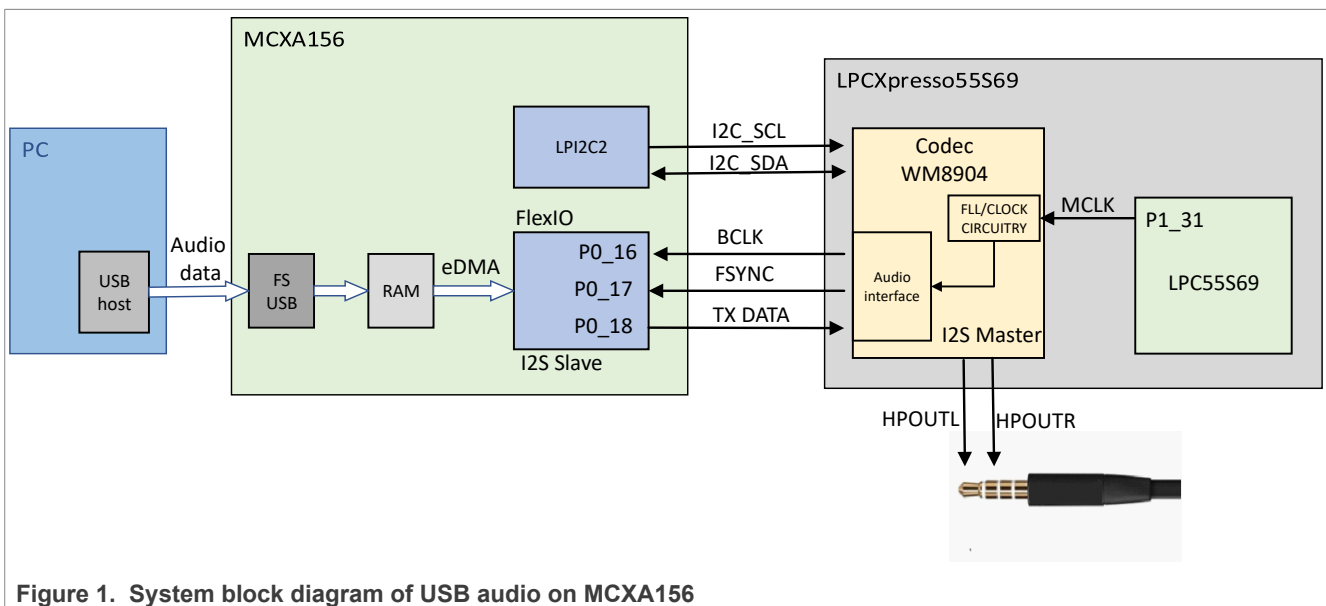 MCXA156
LPCXpresso55S69
PC
LPI2C2
I2C_SCL
I2C_SDA
Codec
WM8904
FLL/CLOCK
CIRCUITRY
MCLK
P1_31
LPC55S69
FlexIO
P0_16
P0_17
P0_18
I2S Slave
BCLK
FSYNC
TX DATA
Audio
interface
I2S Master
Audio
data
USB
host
FS
USB
RAM
eDMA
HPOUTL
HPOUTR
Figure 1. System block diagram of USB audio on MCXA156